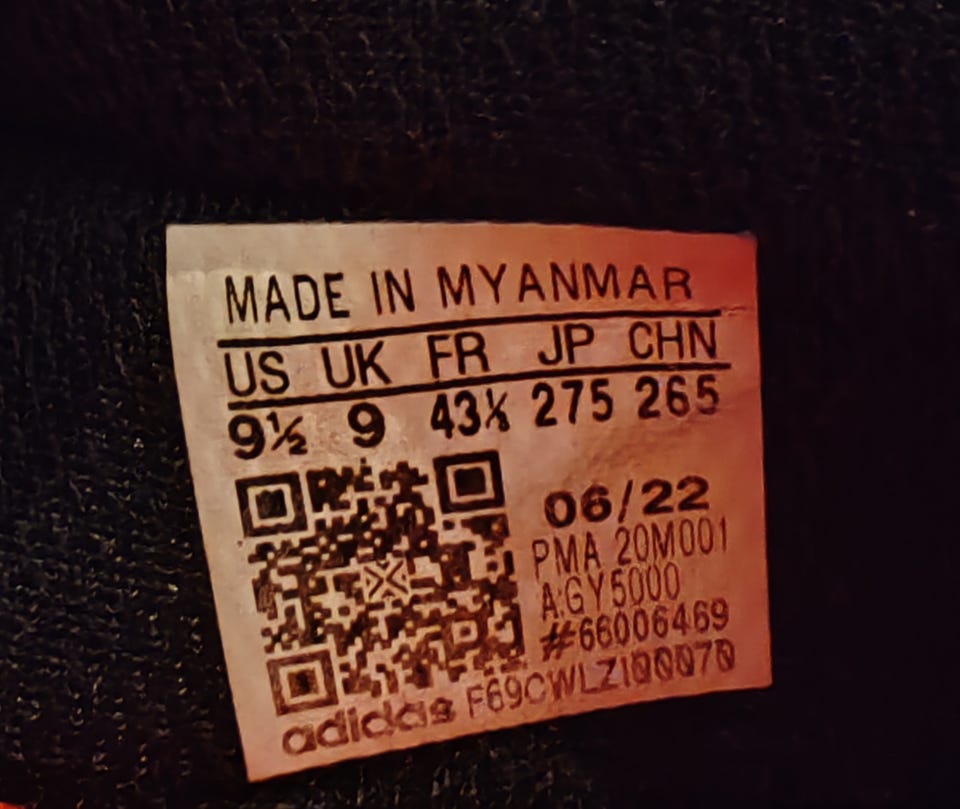 MADE IN MYANMAR
US UK FR JP CHN
9½ 9 43⅓ 275 265
06/22
PMA 20M001
A:GY5000
#66006469
adidas F69CWLZI00070